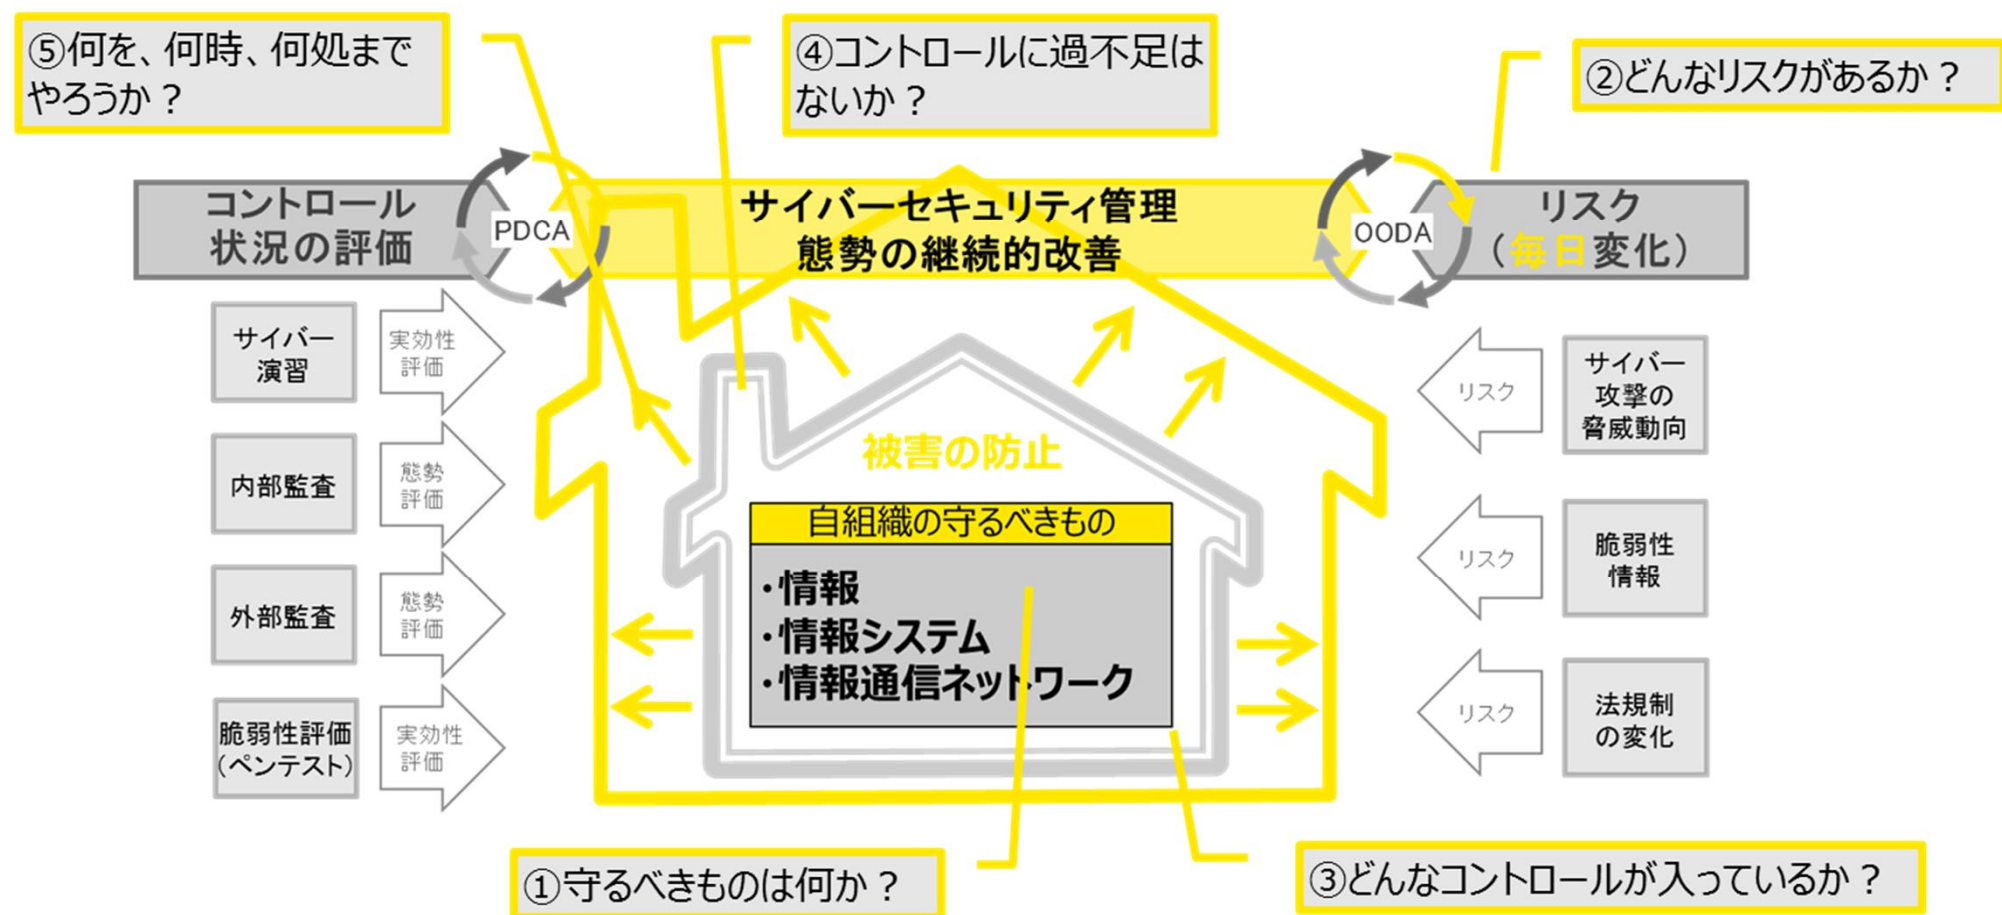 ⑤何を、何時、何処まで
やろうか？
④コントロールに過不足は
ないか？
②どんなリスクがあるか？
コントロール
状況の評価
PDCA
サイバーセキュリティ管理
態勢の継続的改善
OODA
リスク
（毎日変化）
サイバー
演習
実効性
評価
内部監査
態勢
評価
外部監査
態勢
評価
脆弱性評価
（ペンテスト）
実効性
評価
被害の防止
自組織の守るべきもの
・情報
・情報システム
・情報通信ネットワーク
リスク
サイバー
攻撃の
脅威動向
リスク
脆弱性
情報
リスク
法規制
の変化
①守るべきものは何か？
③どんなコントロールが入っているか？